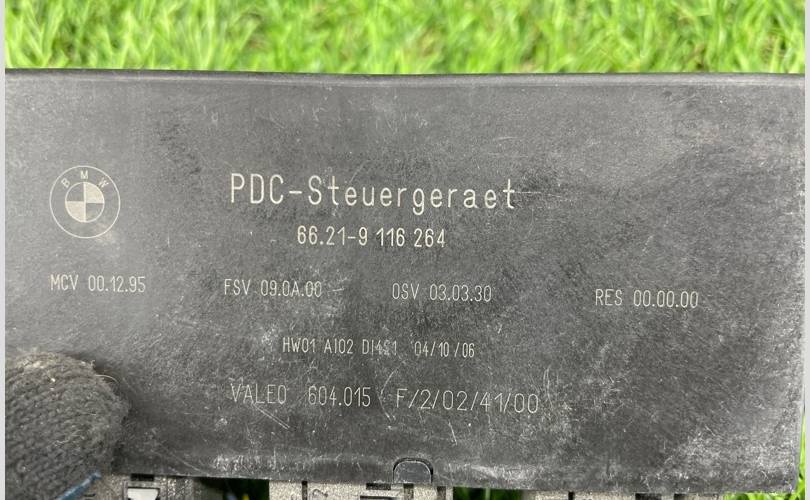 BMW
PDC-Steuergeraet
66.21-9 116 264
MCV 00.12.95 FSV 09.0A.00 OSV 03.03.30 RES 00.00.00
HW01 AI02 04/10/06
VALEO 604.015 F/2/02/41/00